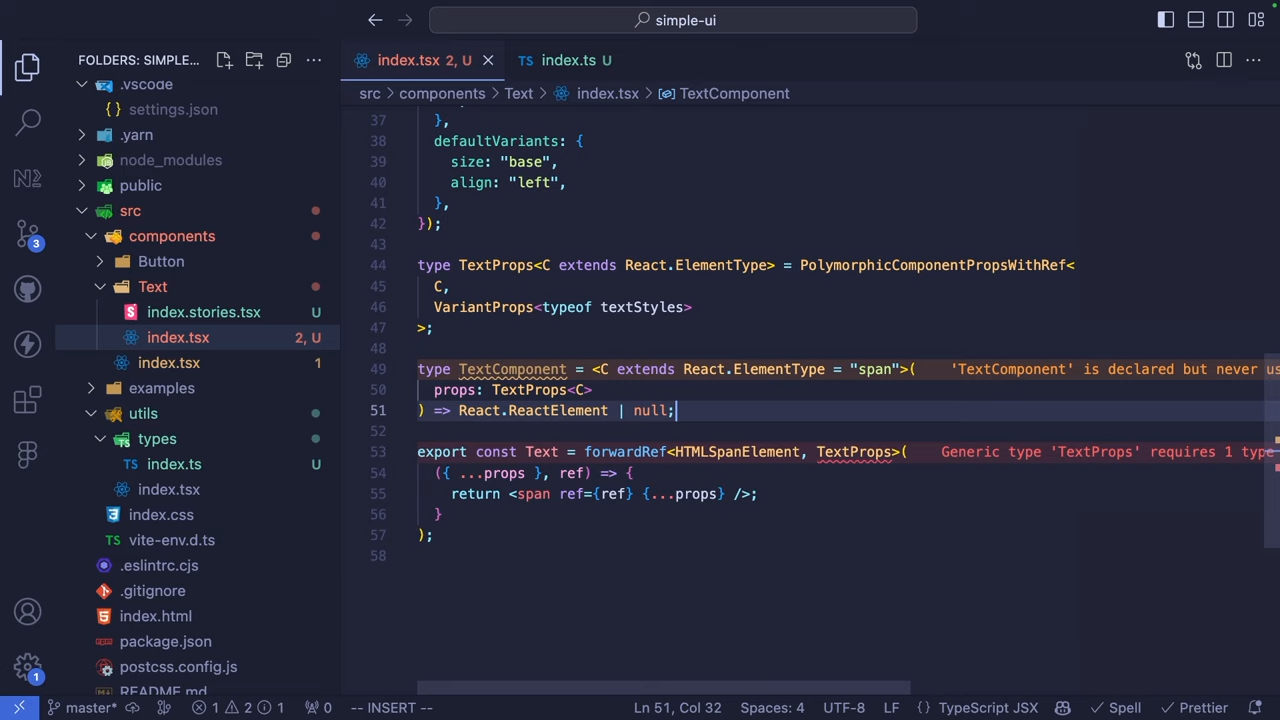 simple-ui
FOLDERS: SIMPLE...
index.tsx 2, U
TS index.ts U
src > components > Text > index.tsx > TextComponent
.vscode
{} settings.json
.yarn
node_modules
public
src
components
Button
Text
index.stories.tsx U
index.tsx 2, U
index.tsx 1
examples
utils
types
TS index.ts U
index.tsx
index.css
TS vite-env.d.ts
.eslintrc.cjs
.gitignore
index.html
package.json
postcss.config.js
README.md
3
1
37 },
38 defaultVariants: {
39 size: "base",
40 align: "left",
41 },
42 });
43
44 type TextProps<C extends React.ElementType> = PolymorphicComponentPropsWithRef<
45 C,
46 VariantProps<typeof textStyles>
47 >;
48
49 type TextComponent = <C extends React.ElementType = "span">( 'TextComponent' is declared but never us
50 props: TextProps<C>
51 ) => React.ReactElement | null;
52
53 export const Text = forwardRef<HTMLSpanElement, TextProps>( Generic type 'TextProps' requires 1 type
54 ({ ...props }, ref) => {
55 return <span ref={ref} {...props} />;
56 }
57 );
58
master* 1 2 1 0 -- INSERT -- Ln 51, Col 32 Spaces: 4 UTF-8 LF {} TypeScript JSX Spell Prettier